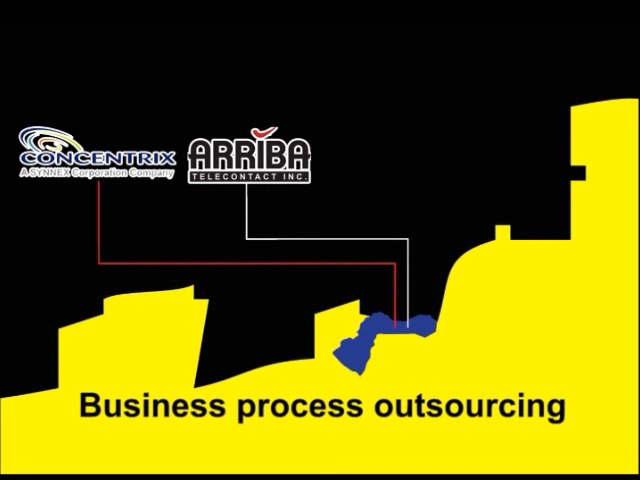 CONCENTRIX
A SYNNEX Corporation Company
ARRIBA
TELECONTACT INC.
Business process outsourcing